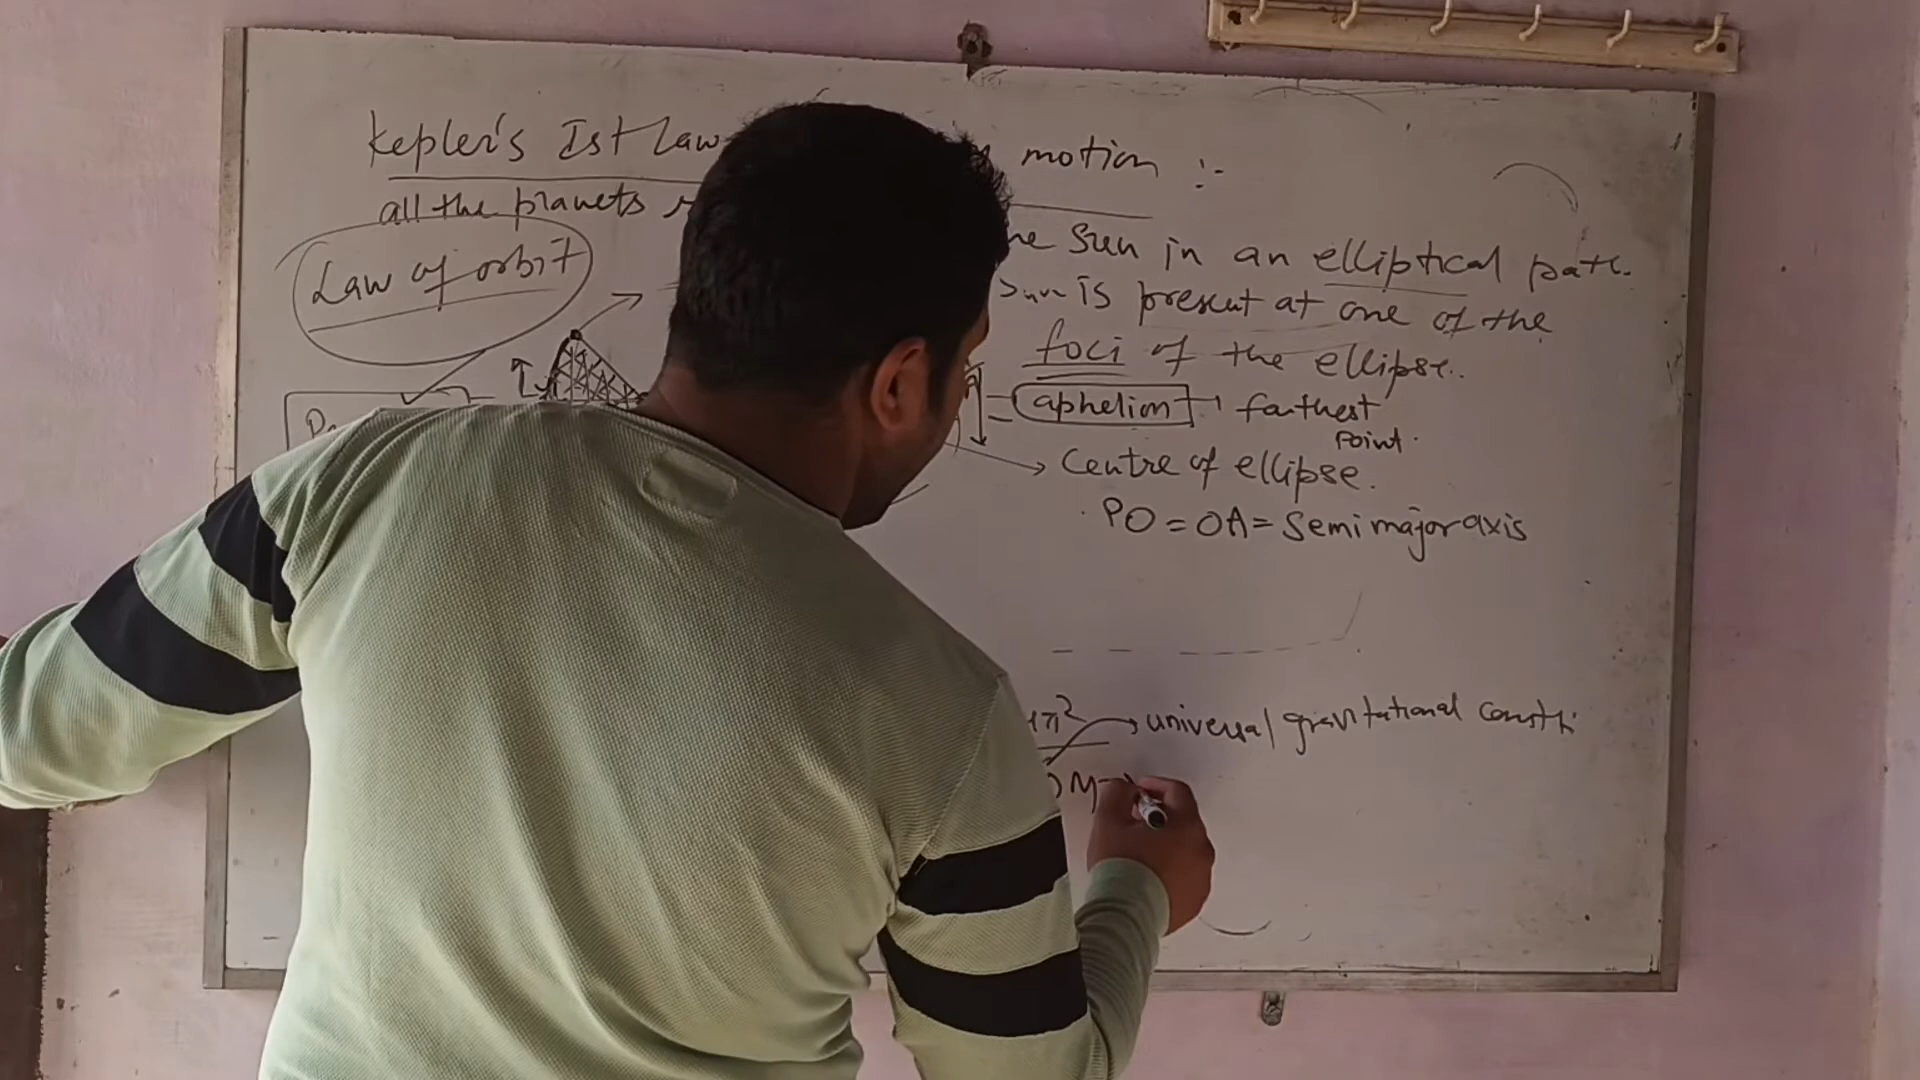 Kepler's Ist Law motion :-
all the planets
the Sun in an elliptical path.
Law of orbit
Sun is present at one of the
foci of the ellipse..
aphelion → farthest
Point.
Centre of ellipse.
PO = OA = Semi major axis
4π² → universal gravitational
M →